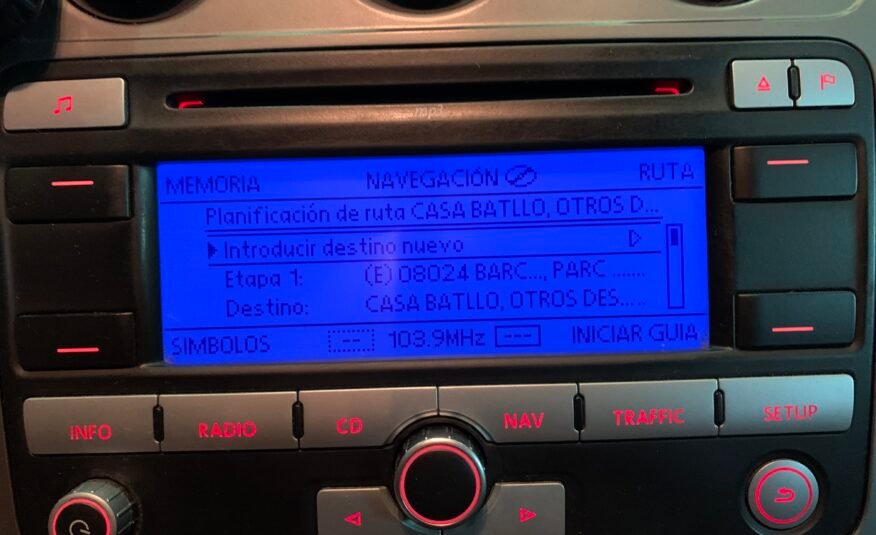 mp3
MEMORIA NAVEGACIÓN RUTA
Planificación de ruta CASA BATLLO, OTROS D...
Introducir destino nuevo
Etapa 1: (E) 08024 BARC..., PARC ......
Destino: CASA BATLLO, OTROS DES.....
SIMBOLOS -- 103.9MHz --- INICIAR GUIA
INFO RADIO CD NAV TRAFFIC SETUP